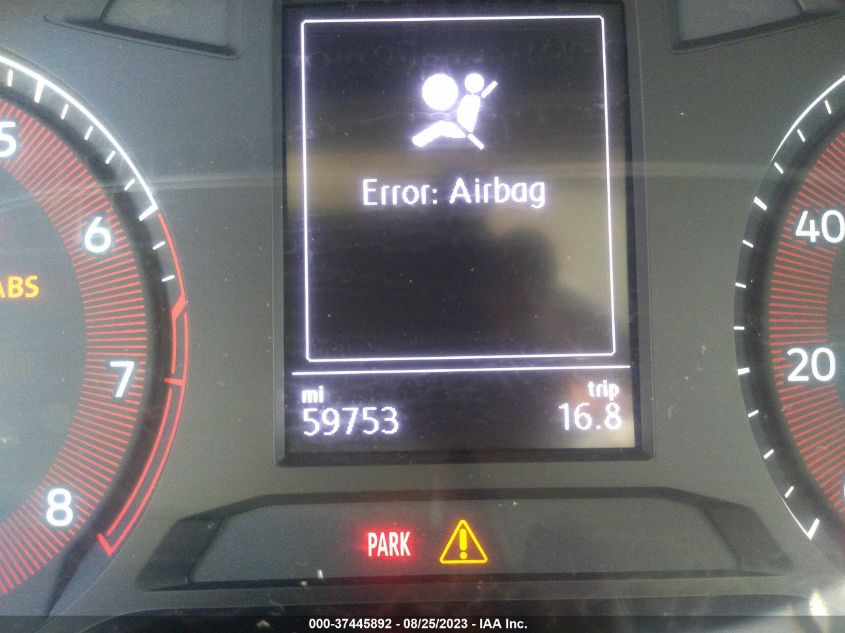 5
6
7
8
ABS
Error: Airbag
mi
59753
trip
16.8
40
20
PARK
000-37445892 - 08/25/2023 - IAA Inc.